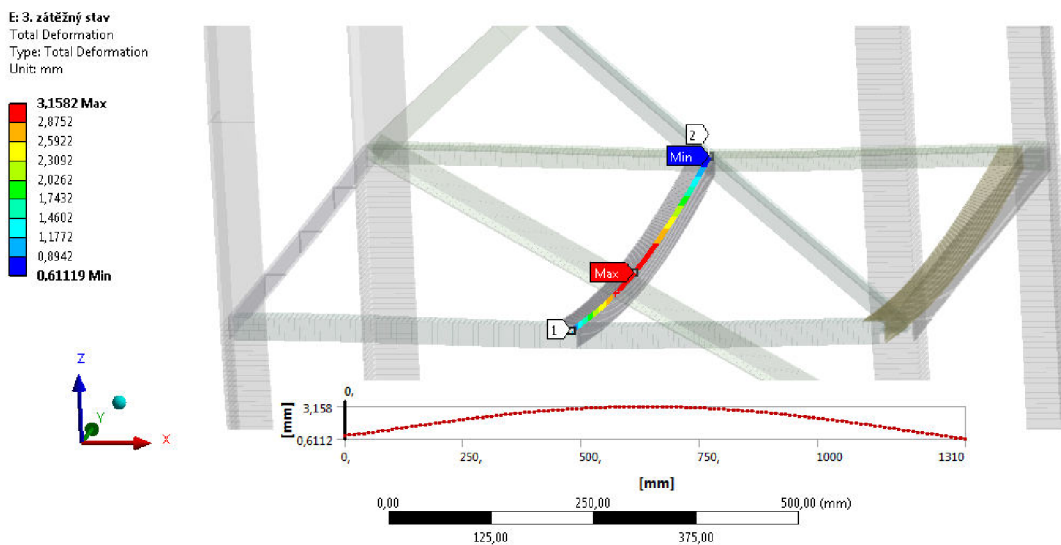 E: 3. zátěžný stav
Total Deformation
Type: Total Deformation
Unit: mm
3,1582 Max
2,8752
2,5922
2,3092
2,0262
1,7432
1,4602
1,1772
0,8942
0,61119 Min
2
Min
Max
1
Z
Y
X
0,
3,158
[mm]
0,6112
0, 250, 500, 750, 1000 1310
[mm]
0,00 250,00 500,00 (mm)
125,00 375,00